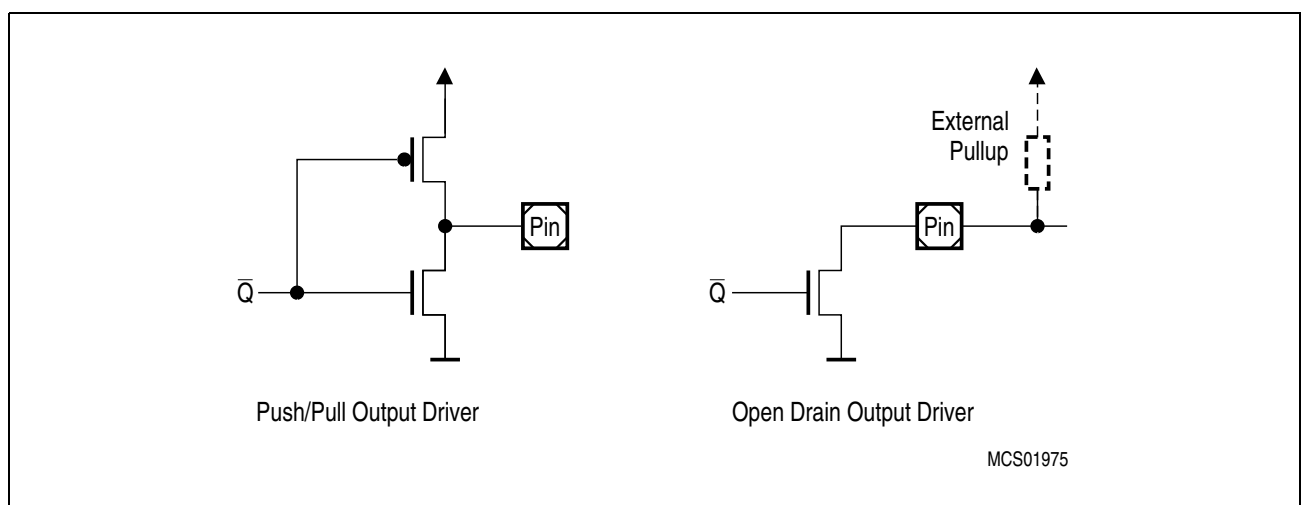 External
Pullup
Pin
Pin
Q̅
Q̅
Push/Pull Output Driver
Open Drain Output Driver
MCS01975